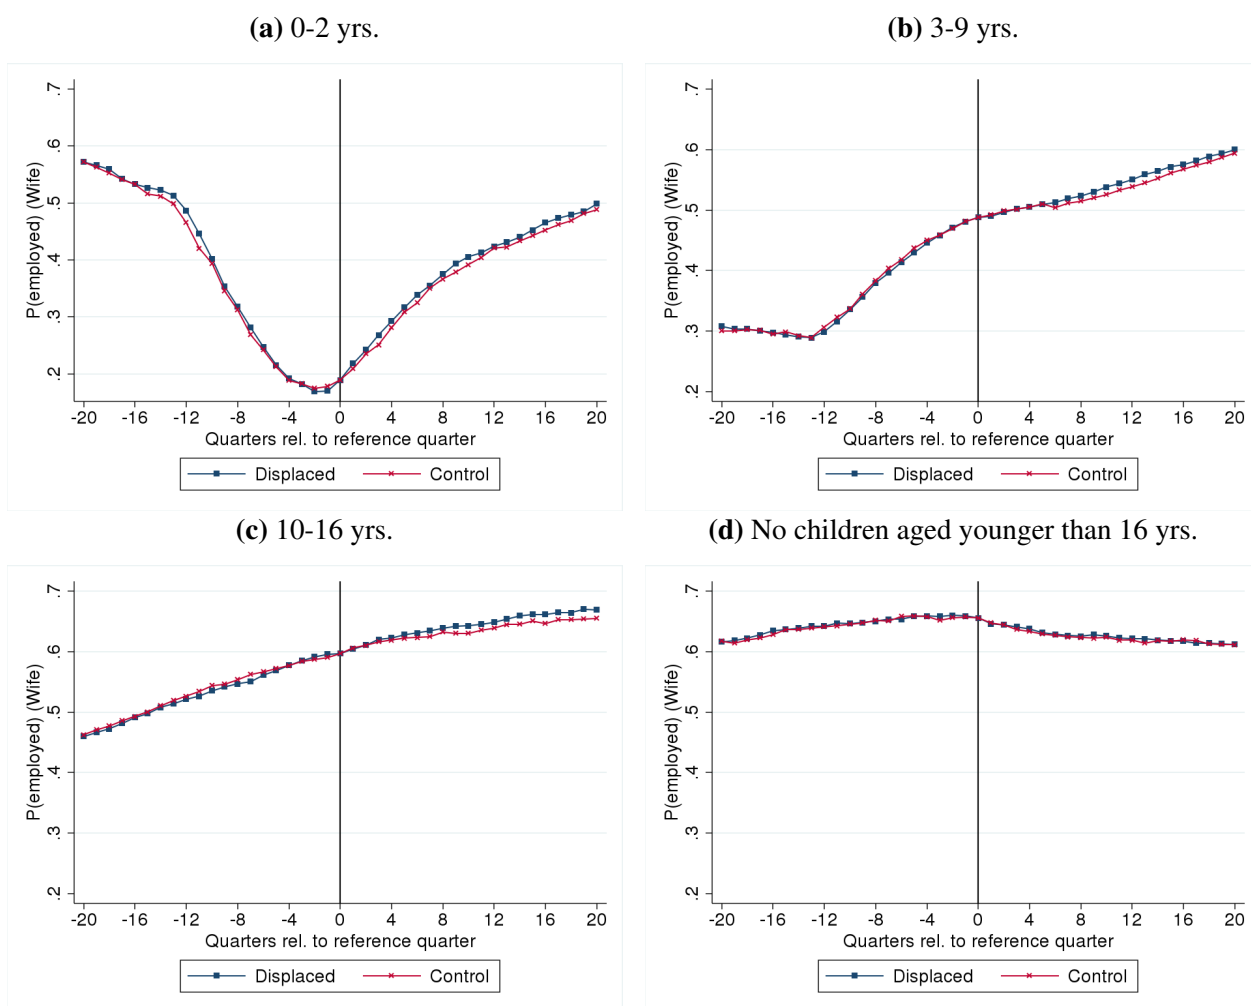 (a) 0-2 yrs.
P(employed) (Wife)
.7
.6
.5
.4
.3
.2
-20 -16 -12 -8 -4 0 4 8 12 16 20
Quarters rel. to reference quarter
Displaced Control
(b) 3-9 yrs.
P(employed) (Wife)
.7
.6
.5
.4
.3
.2
-20 -16 -12 -8 -4 0 4 8 12 16 20
Quarters rel. to reference quarter
Displaced Control
(c) 10-16 yrs.
P(employed) (Wife)
.7
.6
.5
.4
.3
.2
-20 -16 -12 -8 -4 0 4 8 12 16 20
Quarters rel. to reference quarter
Displaced Control
(d) No children aged younger than 16 yrs.
P(employed) (Wife)
.7
.6
.5
.4
.3
.2
-20 -16 -12 -8 -4 0 4 8 12 16 20
Quarters rel. to reference quarter
Displaced Control